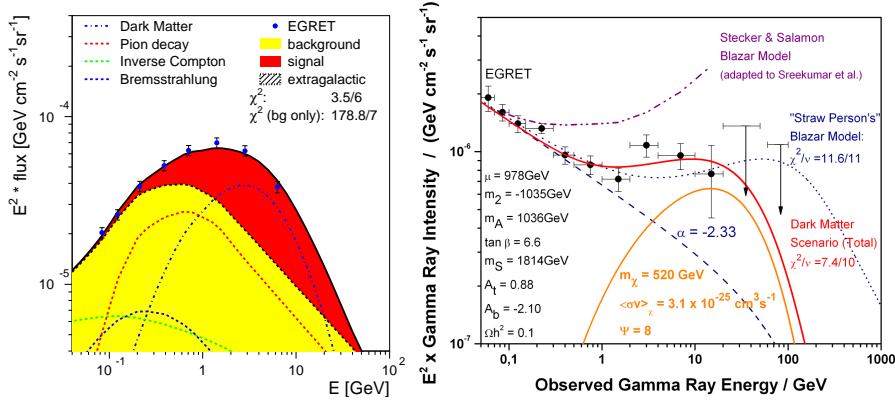 Dark Matter
Pion decay
Inverse Compton
Bremsstrahlung
EGRET
background
signal
extragalactic
χ²: 3.5/6
χ² (bg only): 178.8/7
E² * flux [GeV cm⁻² s⁻¹ sr⁻¹]
10⁻⁴
10⁻⁵
10⁻¹
1
10
10²
E [GeV]
E² x Gamma Ray Intensity / (GeV cm⁻² s⁻¹ sr⁻¹)
10⁻⁵
10⁻⁶
10⁻⁷
EGRET
Stecker & Salamon
Blazar Model
(adapted to Sreekumar et al.)
"Straw Person's"
Blazar Model:
χ²/ν =11.6/11
μ = 978GeV
m₂ = -1035GeV
m_A = 1036GeV
tan β = 6.6
m_S = 1814GeV
A_t = 0.88
A_b = -2.10
Ωh² = 0.1
α = -2.33
Dark Matter
Scenario (Total)
χ²/ν =7.4/10
m_χ = 520 GeV
<σv>_χ = 3.1 x 10⁻²⁵ cm³s⁻¹
Ψ = 8
0,1
1
10
100
1000
Observed Gamma Ray Energy / GeV